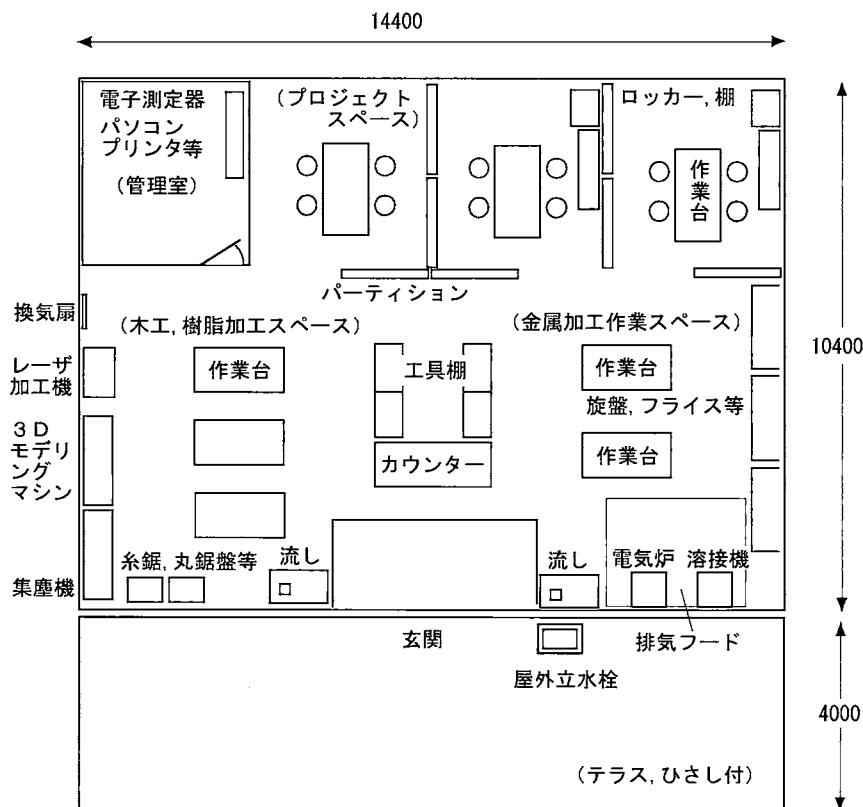 14400
電子測定器
パソコン
プリンタ等
(管理室)
(プロジェクト
スペース)
ロッカー, 棚
作業台
パーティション
換気扇
(木工, 樹脂加工スペース)
(金属加工作業スペース)
10400
レーザ
加工機
作業台
工具棚
作業台
旋盤, フライス等
3D
モデリ
ング
マシン
カウンター
作業台
糸鋸, 丸鋸盤等
流し
流し
電気炉
溶接機
集塵機
玄関
排気フード
屋外立水栓
4000
(テラス, ひさし付)